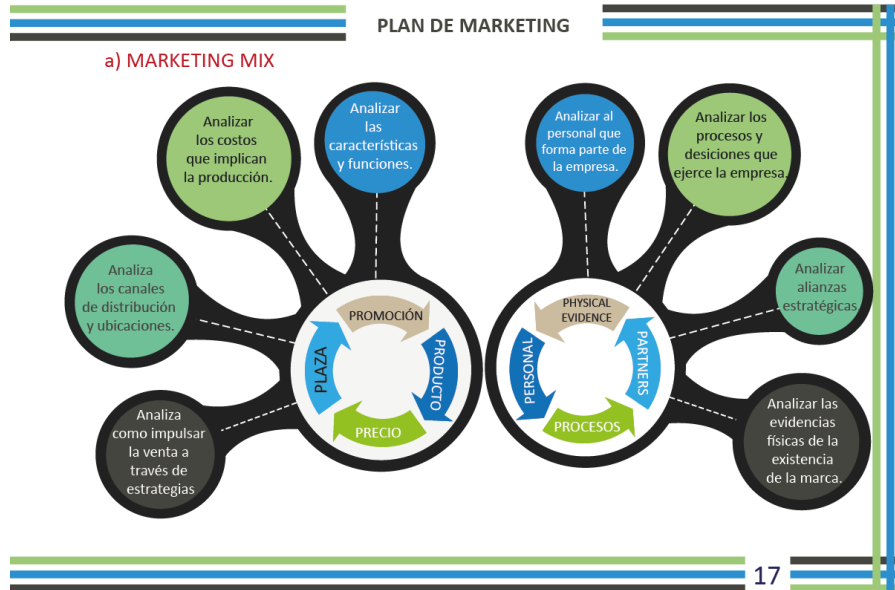 PLAN DE MARKETING
a) MARKETING MIX
Analizar
los costos
que implican
la producción.
Analizar
las
características
y funciones.
Analiza
los canales
de distribución
y ubicaciones.
Analiza
como impulsar
la venta a
través de
estrategias
PROMOCIÓN
PRODUCTO
PRECIO
PLAZA
Analizar al
personal que
forma parte de
la empresa.
Analizar los
procesos y
desiciones que
ejerce la empresa.
Analizar
alianzas
estratégicas.
Analizar las
evidencias
físicas de la
existencia
de la marca.
PHYSICAL
EVIDENCE
PARTNERS
PROCESOS
PERSONAL
17